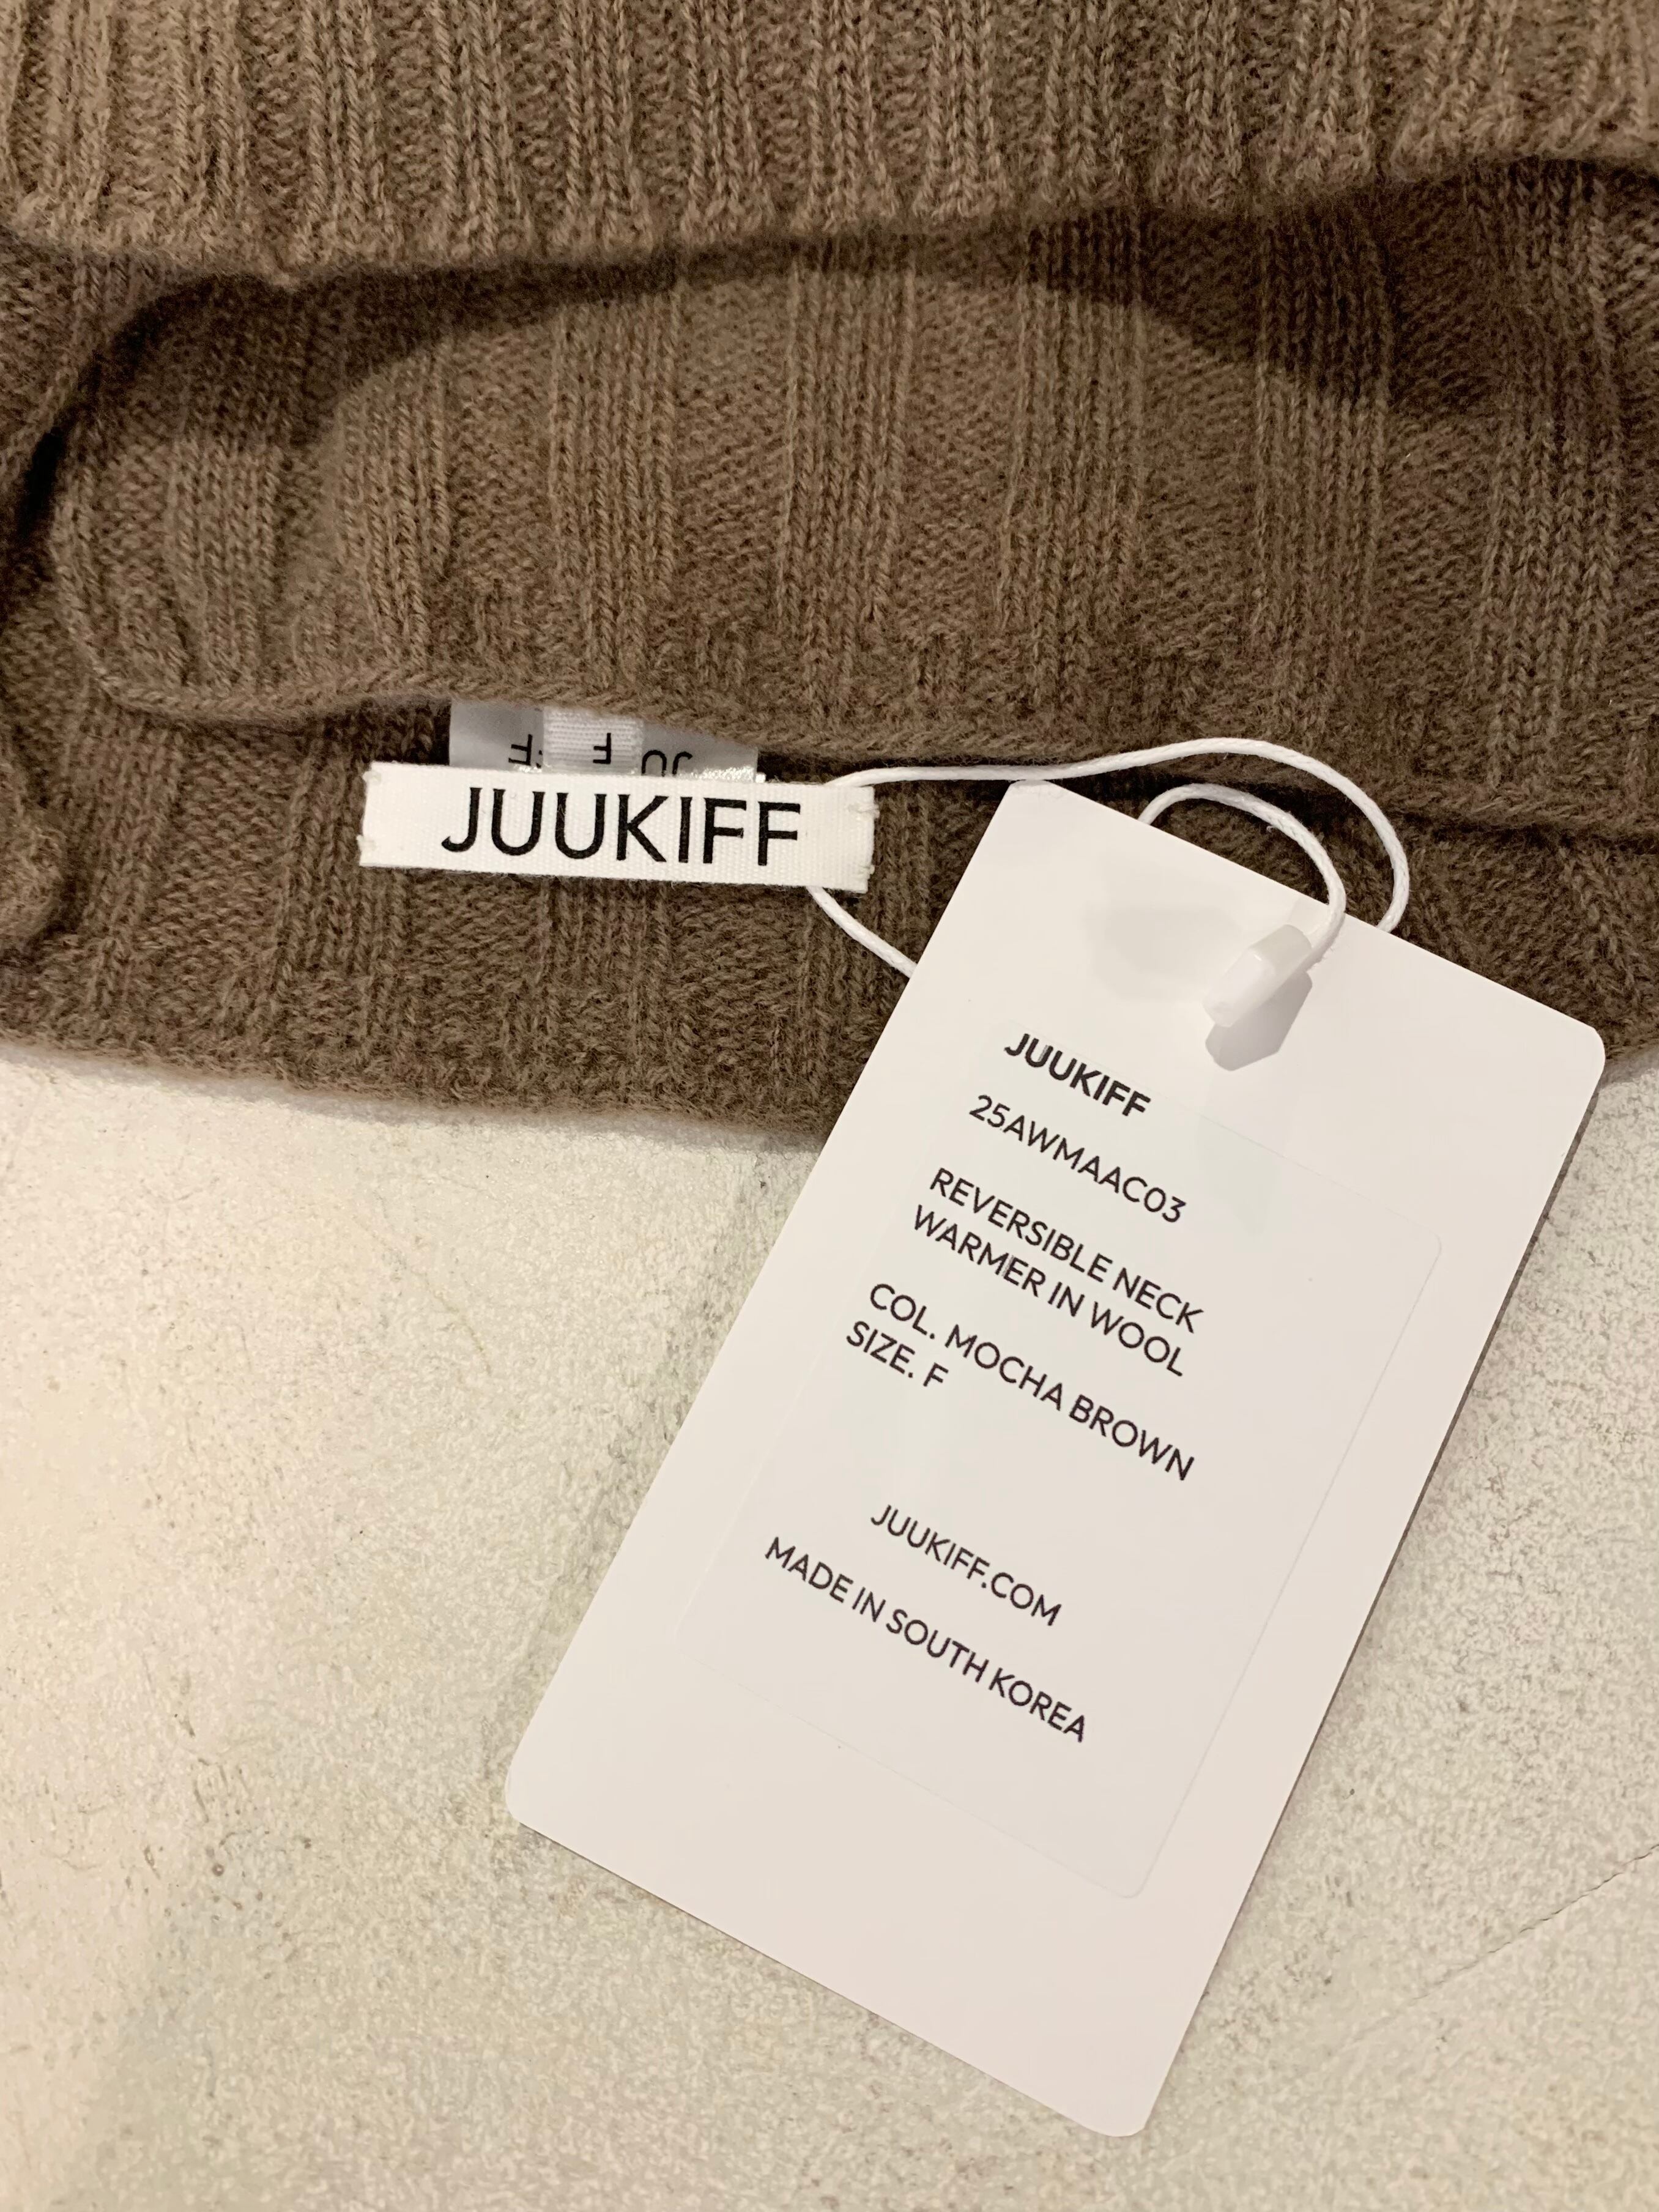 JUUKIFF
JUUKIFF
25AWMAAC03
REVERSIBLE NECK
WARMER IN WOOL
COL. MOCHA BROWN
SIZE. F
JUUKIFF.COM
MADE IN SOUTH KOREA